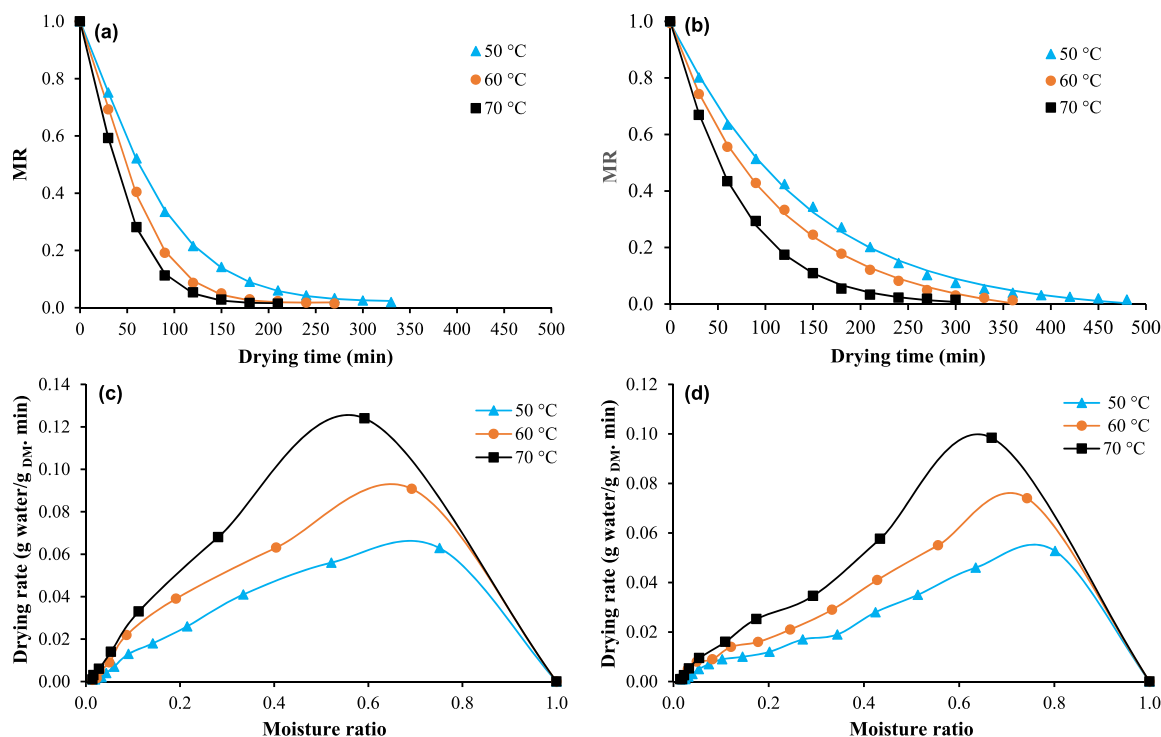 (a)
1.0
0.8
0.6
0.4
0.2
0.0
MR
50 °C
60 °C
70 °C
0 50 100 150 200 250 300 350 400 450 500
Drying time (min)
(b)
1.0
0.8
0.6
0.4
0.2
0.0
MR
50 °C
60 °C
70 °C
0 50 100 150 200 250 300 350 400 450 500
Drying time (min)
(c)
0.14
0.12
0.10
0.08
0.06
0.04
0.02
0.00
Drying rate (g water/g DM. min)
50 °C
60 °C
70 °C
0.0 0.2 0.4 0.6 0.8 1.0
Moisture ratio
(d)
0.12
0.10
0.08
0.06
0.04
0.02
0.00
Drying rate (g water/g DM. min)
50 °C
60 °C
70 °C
0.0 0.2 0.4 0.6 0.8 1.0
Moisture ratio